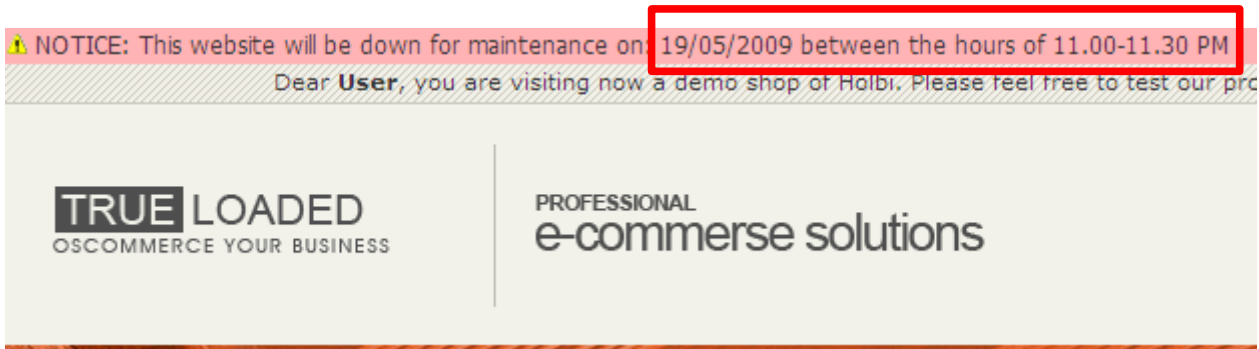 NOTICE: This website will be down for maintenance on: 19/05/2009 between the hours of 11.00-11.30 PM
Dear User, you are visiting now a demo shop of Holbi. Please feel free to test our
TRUE LOADED
OSCOMMERCE YOUR BUSINESS
PROFESSIONAL
e-commerse solutions